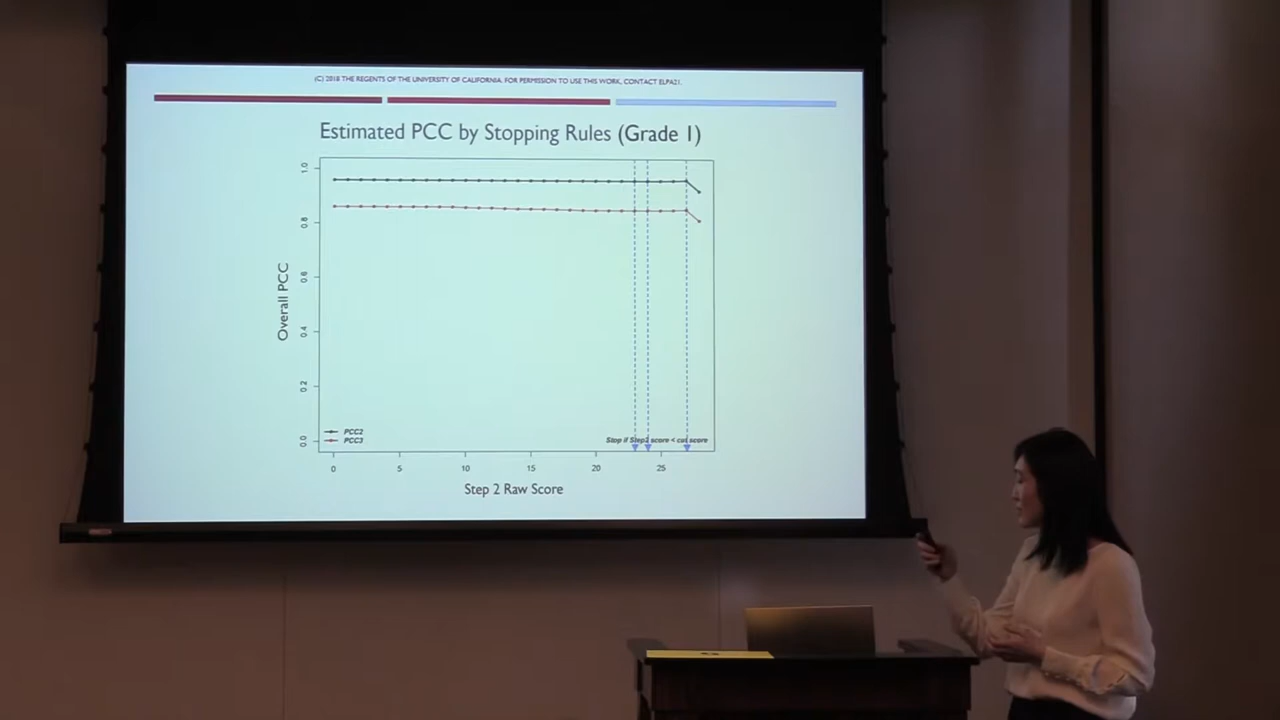 (C) 2018 THE REGENTS OF THE UNIVERSITY OF CALIFORNIA. FOR PERMISSION TO USE THIS WORK, CONTACT ELPA21.
Estimated PCC by Stopping Rules (Grade 1)
1.0
0.8
0.6
0.4
0.2
0.0
Overall PCC
PCC2
PCC3
Stop if Step2 score < cut score
0 5 10 15 20 25
Step 2 Raw Score